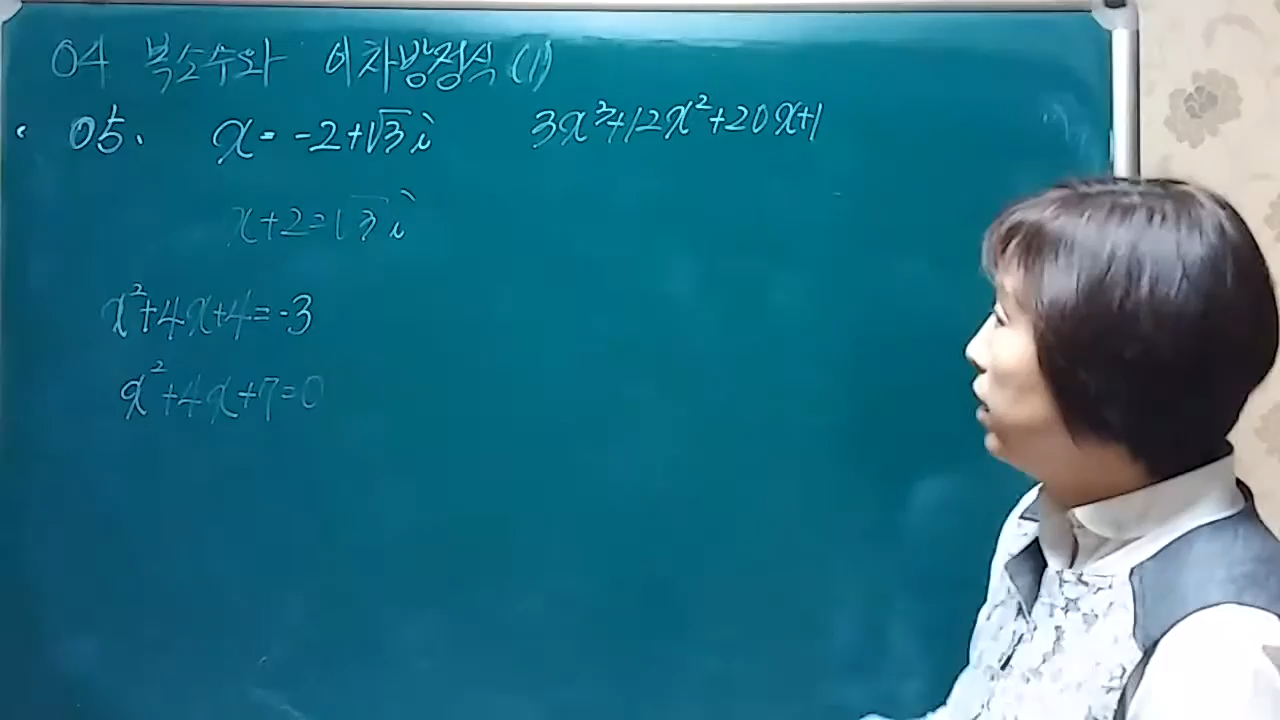 04 복소수와 이차방정식 (1)
05. x = -2+√3 i 3x³+12x²+20x+1
x+2=√3 i
x²+4x+4=-3
x²+4x+7=0